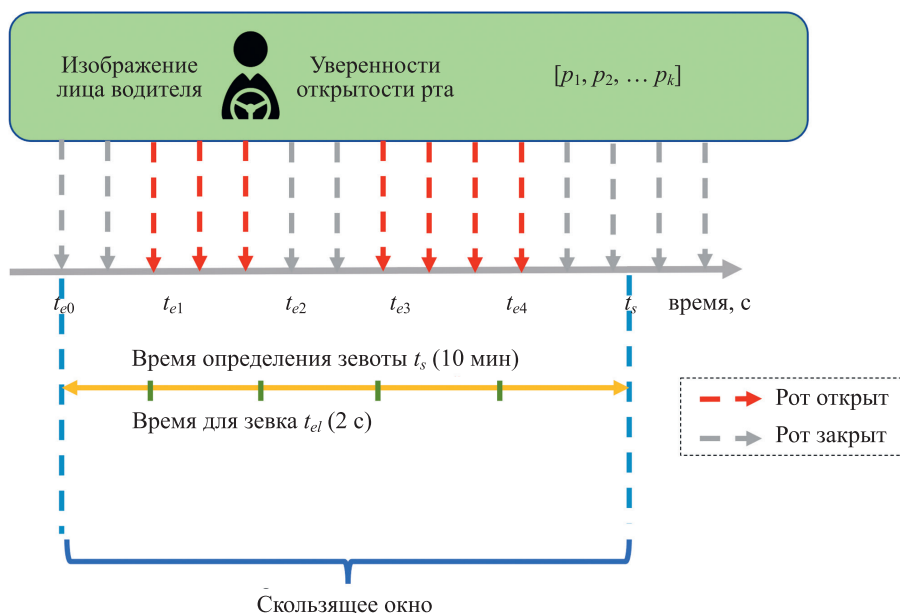 Изображение
лица водителя
Уверенности
открытости рта
[p₁, p₂, … pₖ]
tₑ₀ tₑ₁ tₑ₂ tₑ₃ tₑ₄ tₛ время, с
Время определения зевоты tₛ (10 мин)
Время для зевка tₑₗ (2 с)
Рот открыт
Рот закрыт
Скользящее окно